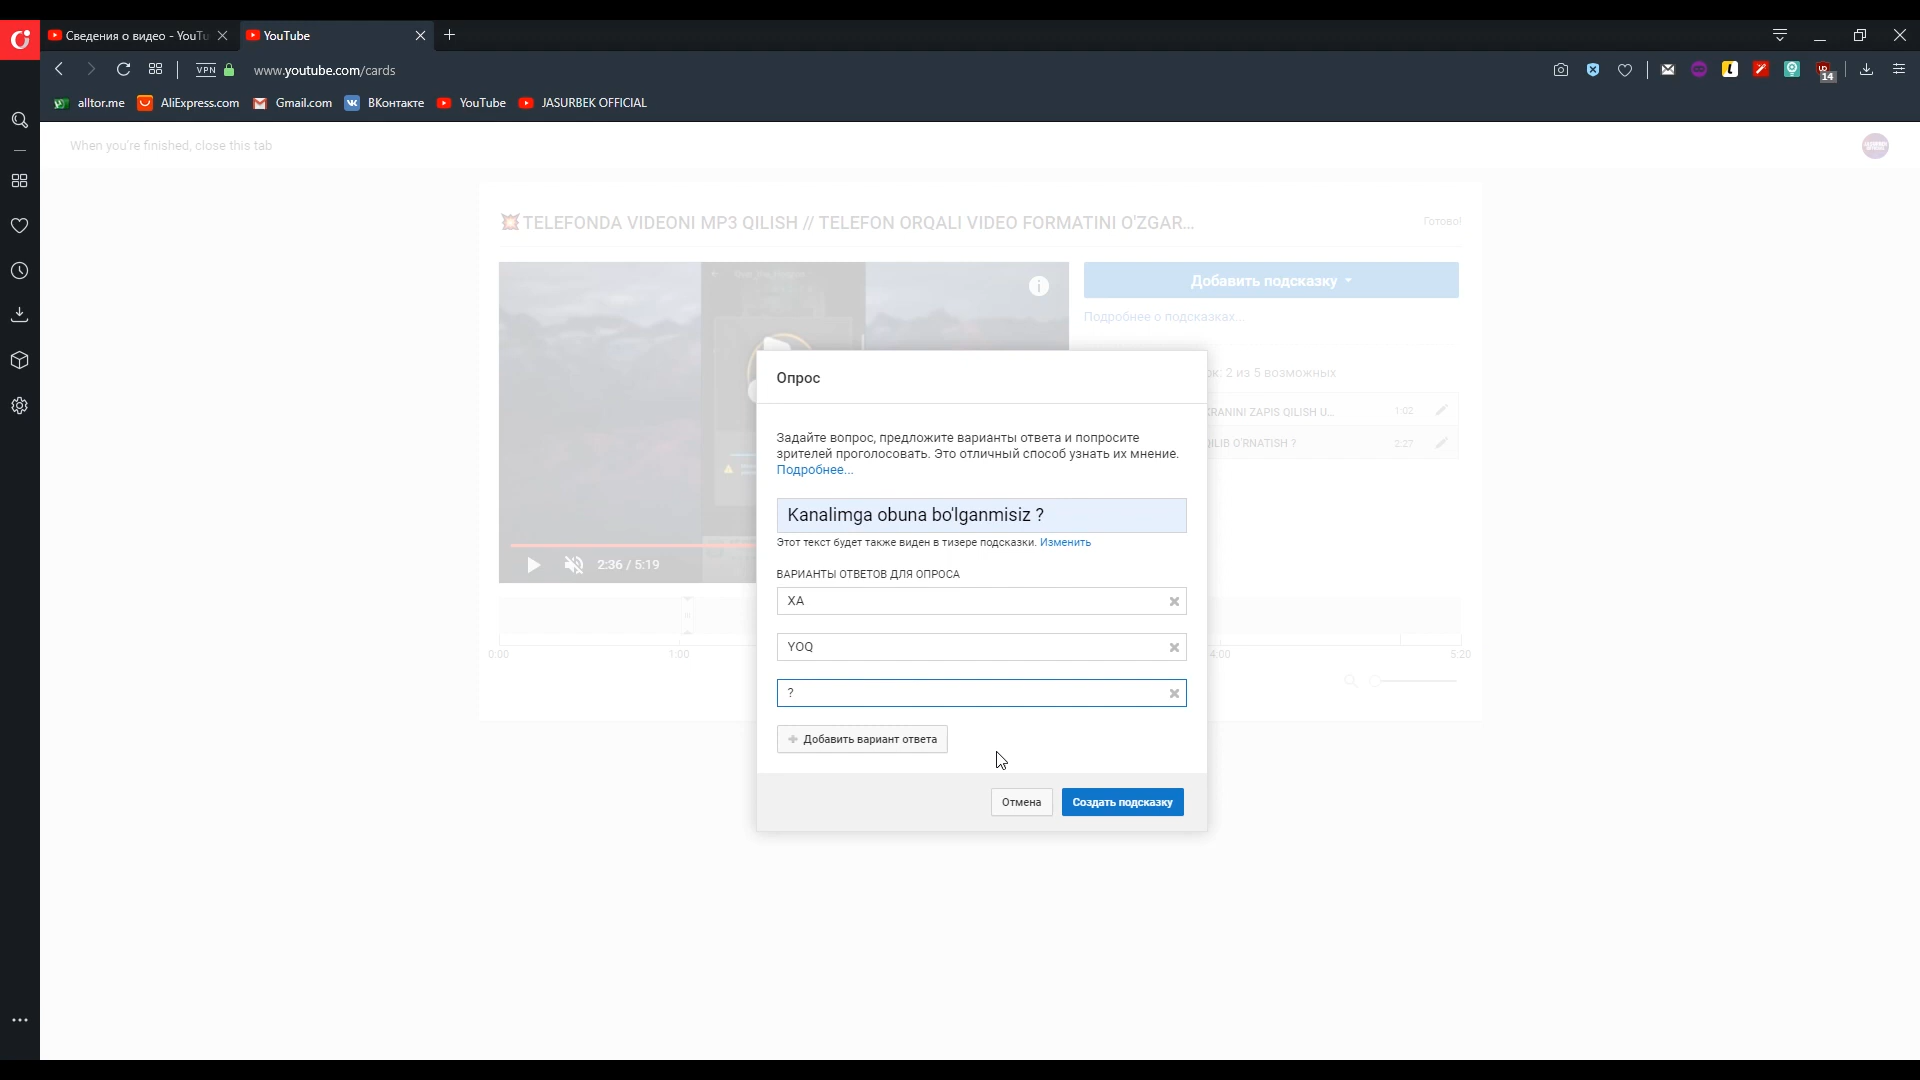 Сведения о видео - YouTu
YouTube
VPN
www.youtube.com/cards
14
alltor.me
AliExpress.com
Gmail.com
ВКонтакте
YouTube
JASURBEK OFFICIAL
When you're finished, close this tab
TELEFONDA VIDEONI MP3 QILISH // TELEFON ORQALI VIDEO FORMATINI O'ZGAR...
Готово!
Добавить подсказку
Подробнее о подсказках...
ок: 2 из 5 возможных
KRANINI ZAPIS QILISH U...
1:02
QILIB O'RNATISH ?
2:27
2:36 / 5:19
0:00
1:00
4:00
5:20
Опрос
Задайте вопрос, предложите варианты ответа и попросите
зрителей проголосовать. Это отличный способ узнать их мнение.
Подробнее...
Kanalimga obuna bo'lganmisiz ?
Этот текст будет также виден в тизере подсказки. Изменить
ВАРИАНТЫ ОТВЕТОВ ДЛЯ ОПРОСА
XA
YOQ
?
Добавить вариант ответа
Отмена
Создать подсказку